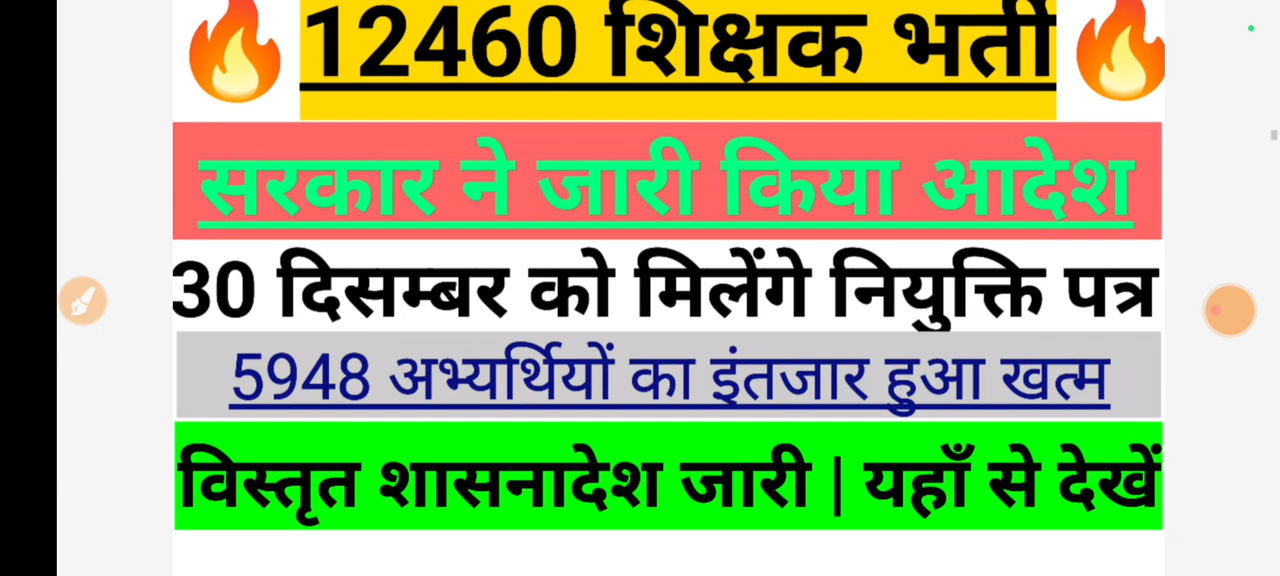 12460 शिक्षक भर्ती
सरकार ने जारी किया आदेश
30 दिसम्बर को मिलेंगे नियुक्ति पत्र
5948 अभ्यर्थियों का इंतजार हुआ खत्म
विस्तृत शासनादेश जारी | यहाँ से देखें